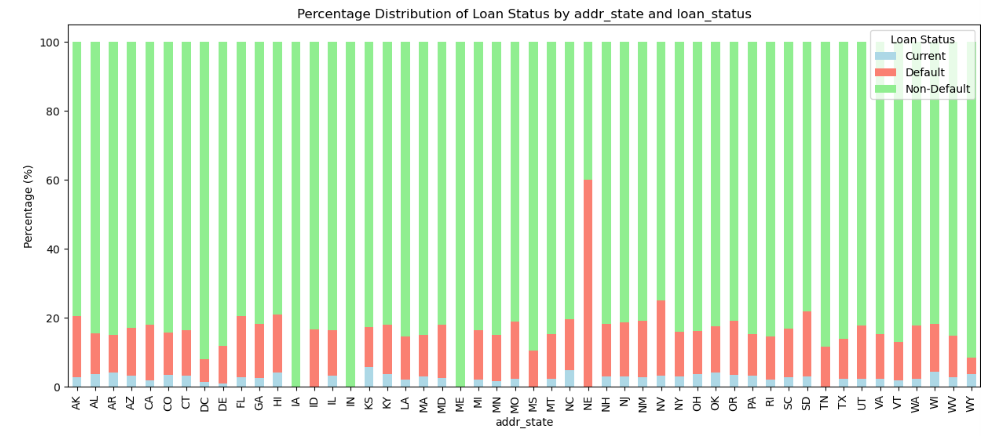 Percentage Distribution of Loan Status by addr_state and loan_status
Loan Status
Current
Default
Non-Default
Percentage (%)
100
80
60
40
20
0
AK AL AR AZ CA CO CT DC DE FL GA HI IA ID IL IN KS KY LA MA MD ME MI MN MO MS MT NC NE NH NJ NM NV NY OH OK OR PA RI SC SD TN TX UT VA VT WA WI WV WY
addr_state